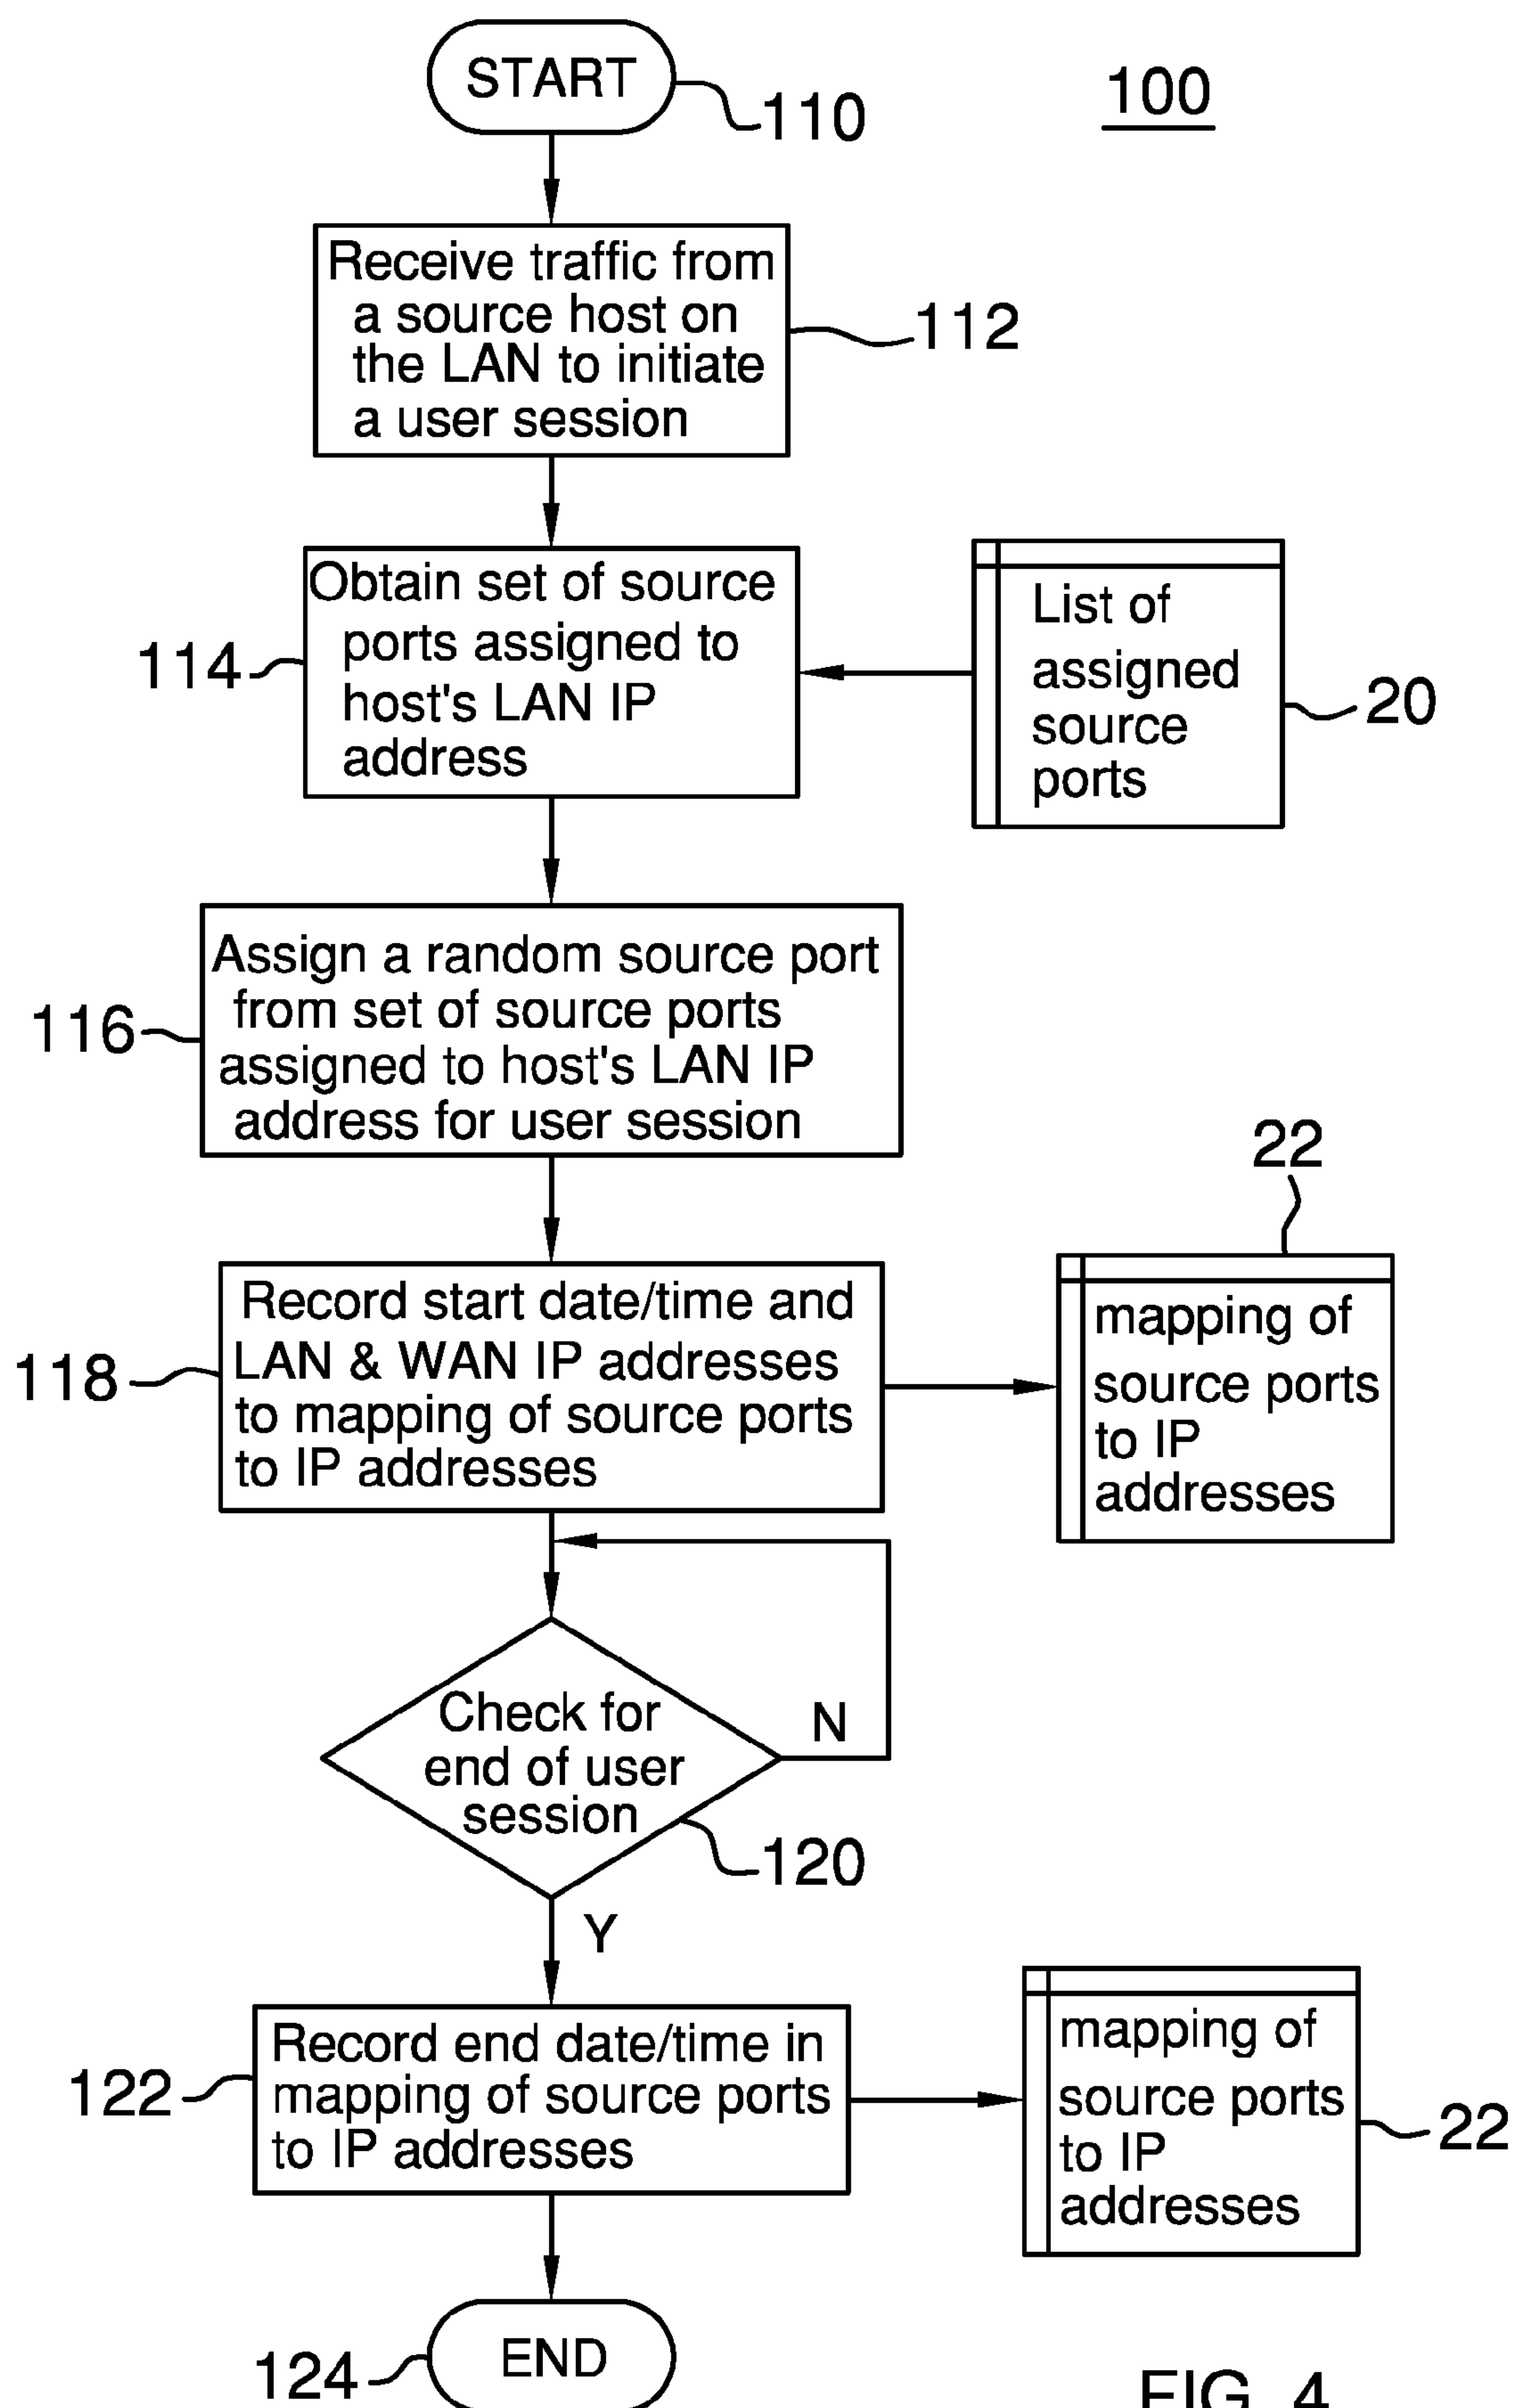 START
110
100
Receive traffic from
a source host on
the LAN to initiate
a user session
112
Obtain set of source
ports assigned to
host's LAN IP
address
114
List of
assigned
source
ports
20
Assign a random source port
from set of source ports
assigned to host's LAN IP
address for user session
116
Record start date/time and
LAN & WAN IP addresses
to mapping of source ports
to IP addresses
118
22
mapping of
source ports
to IP
addresses
Check for
end of user
session
N
120
Y
Record end date/time in
mapping of source ports
to IP addresses
122
mapping of
source ports
to IP
addresses
22
END
124
FIG. 4